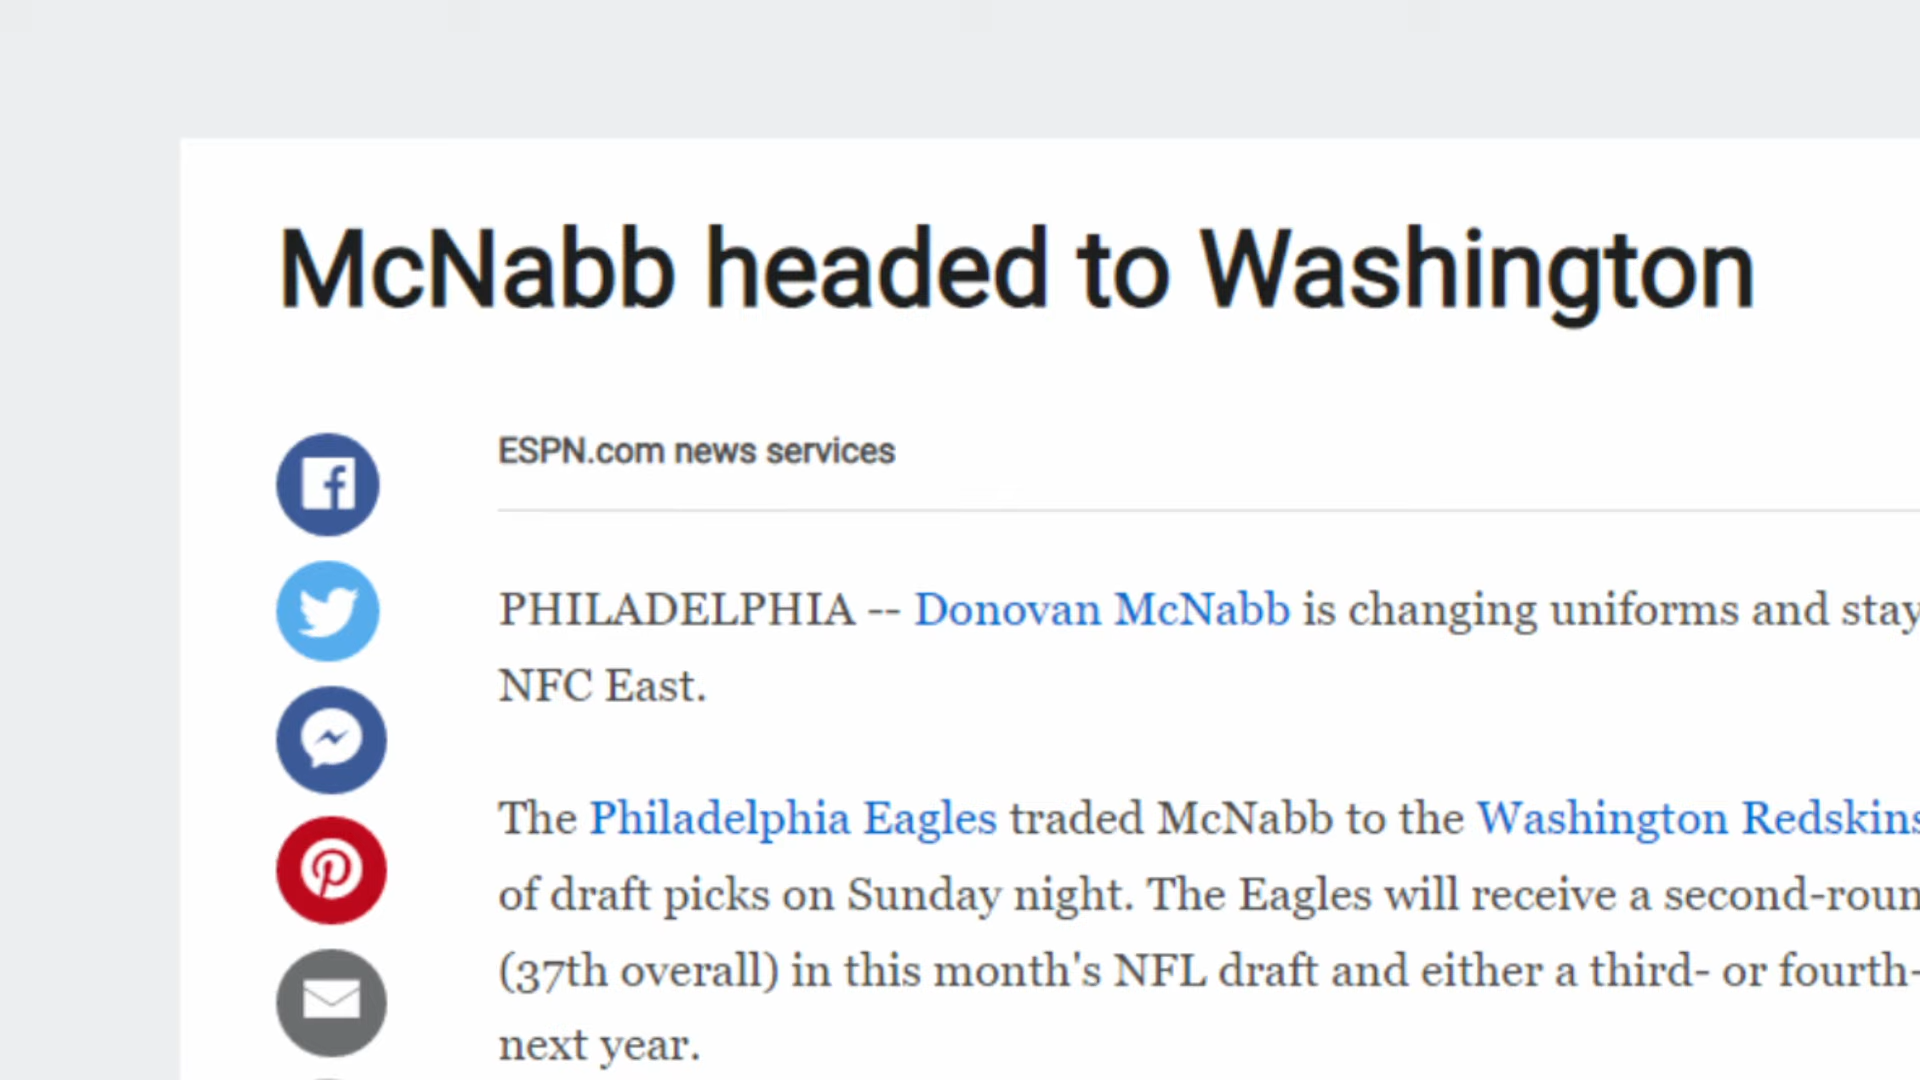 McNabb headed to Washington
ESPN.com news services
PHILADELPHIA -- Donovan McNabb is changing uniforms and stay
NFC East.
The Philadelphia Eagles traded McNabb to the Washington Redskins
of draft picks on Sunday night. The Eagles will receive a second-roun
(37th overall) in this month's NFL draft and either a third- or fourth-
next year.